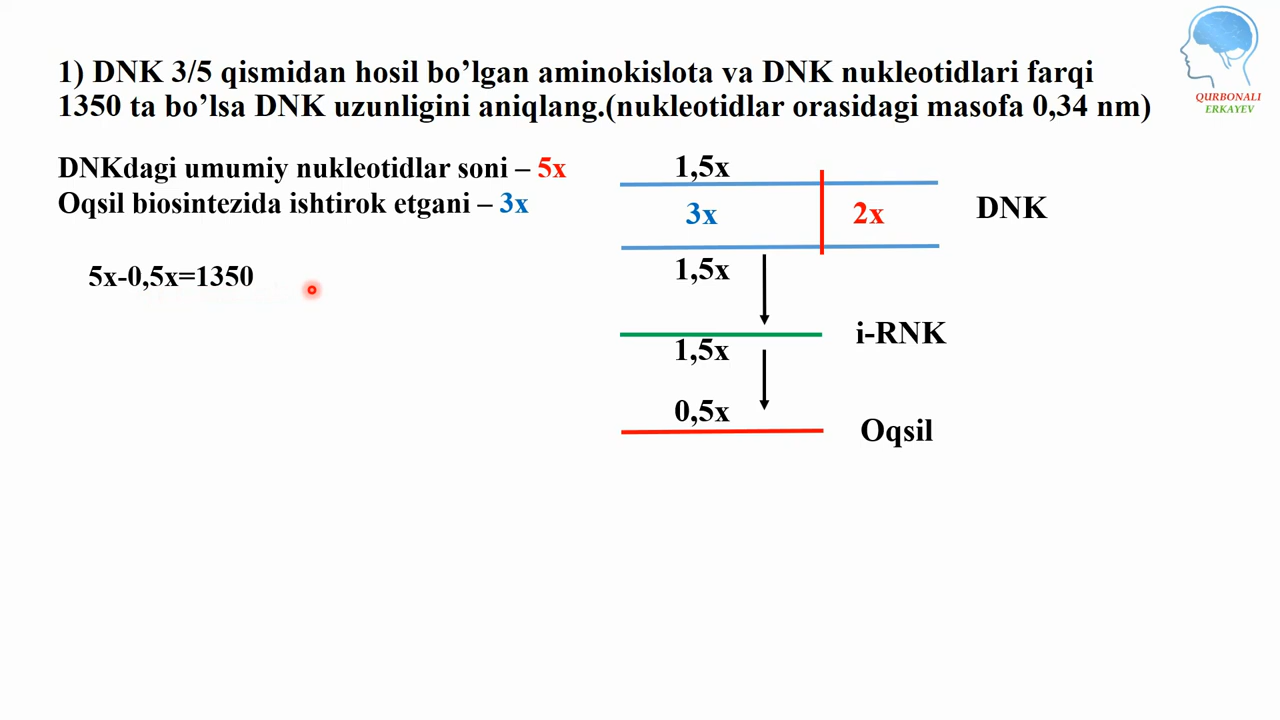 QURBONALI
ERKAYEV
1) DNK 3/5 qismidan hosil bo’lgan aminokislota va DNK nukleotidlari farqi
1350 ta bo’lsa DNK uzunligini aniqlang.(nukleotidlar orasidagi masofa 0,34 nm)
DNKdagi umumiy nukleotidlar soni – 5x
Oqsil biosintezida ishtirok etgani – 3x
5x-0,5x=1350
1,5x
3x
2x
DNK
1,5x
i-RNK
1,5x
0,5x
Oqsil